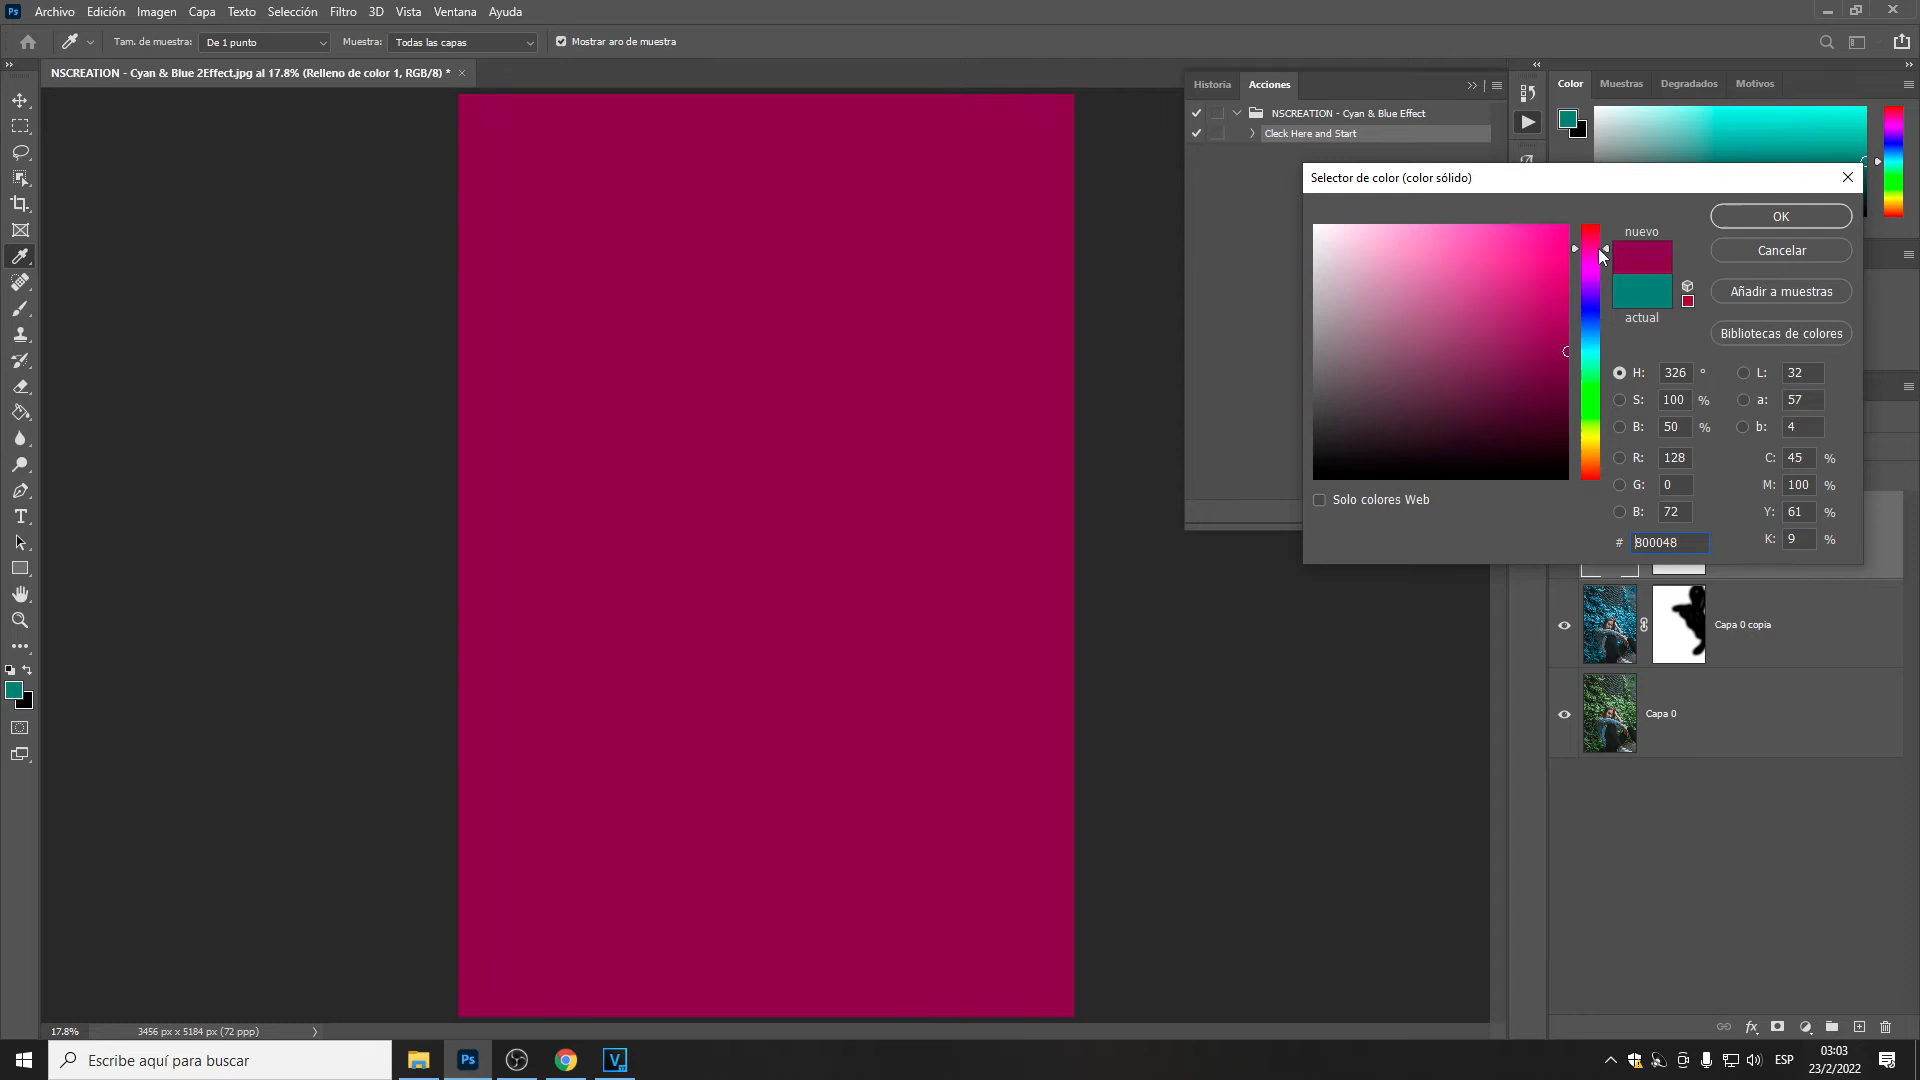 Ps Archivo Edición Imagen Capa Texto Selección Filtro 3D Vista Ventana Ayuda
Tam. de muestra: De 1 punto Muestra: Todas las capas Mostrar aro de muestra
NSCREATION - Cyan & Blue 2Effect.jpg al 17.8% (Relleno de color 1, RGB/8) * ×
Historia Acciones
Color Muestras Degradados Motivos
NSCREATION - Cyan & Blue Effect
Cleck Here and Start
Selector de color (color sólido)
OK
nuevo
Cancelar
Añadir a muestras
actual
Bibliotecas de colores
H: 326 °
L: 32
S: 100 %
a: 57
B: 50 %
b: 4
R: 128
C: 45 %
G: 0
M: 100 %
B: 72
Y: 61 %
# 800048
K: 9 %
Solo colores Web
Capa 0 copia
Capa 0
17.8% 3456 px x 5184 px (72 ppp)
Escribe aquí para buscar
Ps
V
ESP
03:03
23/2/2022